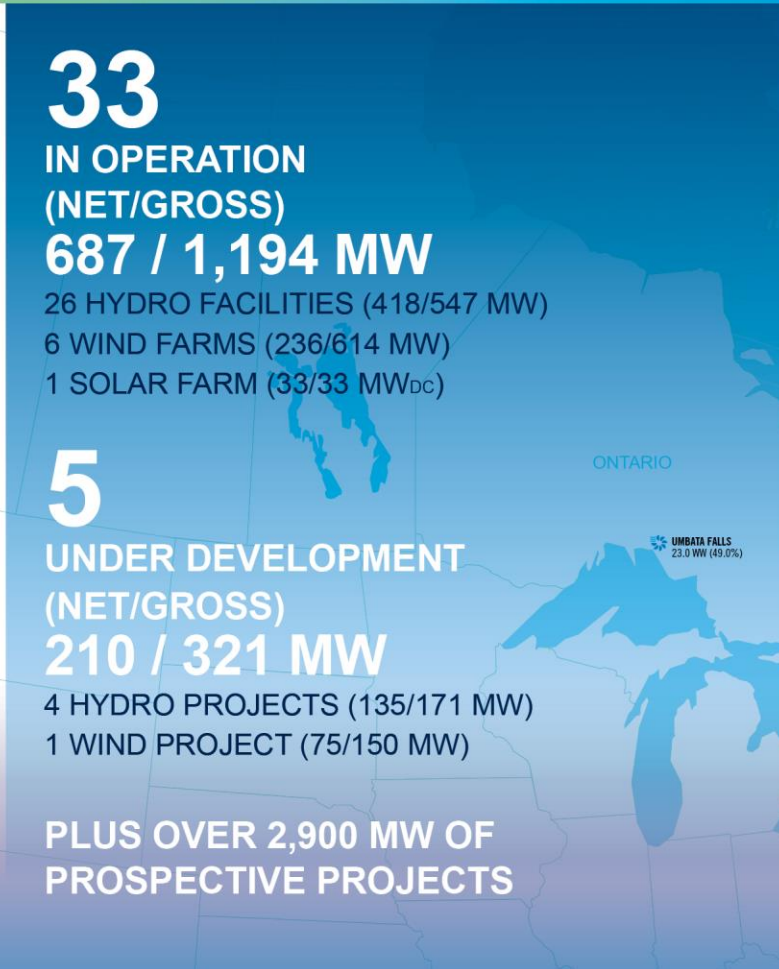 33
IN OPERATION
(NET/GROSS)
687 / 1,194 MW
26 HYDRO FACILITIES (418/547 MW)
6 WIND FARMS (236/614 MW)
1 SOLAR FARM (33/33 MWDC)
5
UNDER DEVELOPMENT
(NET/GROSS)
210 / 321 MW
4 HYDRO PROJECTS (135/171 MW)
1 WIND PROJECT (75/150 MW)
PLUS OVER 2,900 MW OF
PROSPECTIVE PROJECTS
ONTARIO
UMBATA FALLS
23.0 WW (49.0%)